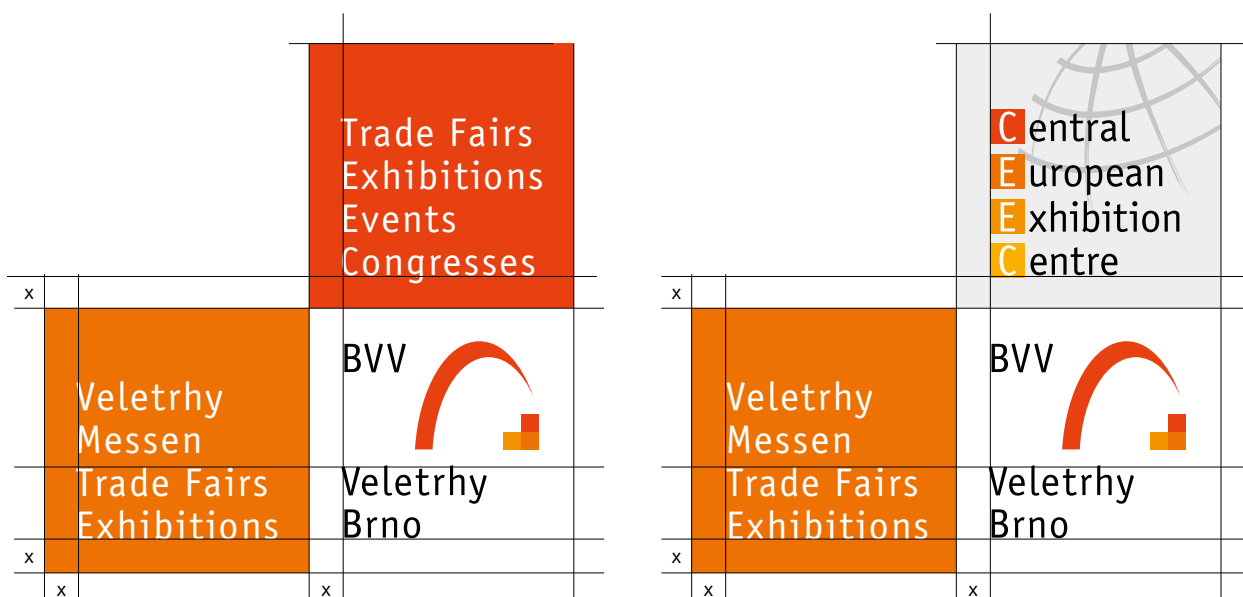 Trade Fairs
Exhibitions
Events
Congresses
x
Veletrhy
Messen
Trade Fairs
Exhibitions
BVV
Veletrhy
Brno
x
x
x
Central
European
Exhibition
Centre
x
Veletrhy
Messen
Trade Fairs
Exhibitions
BVV
Veletrhy
Brno
x
x
x